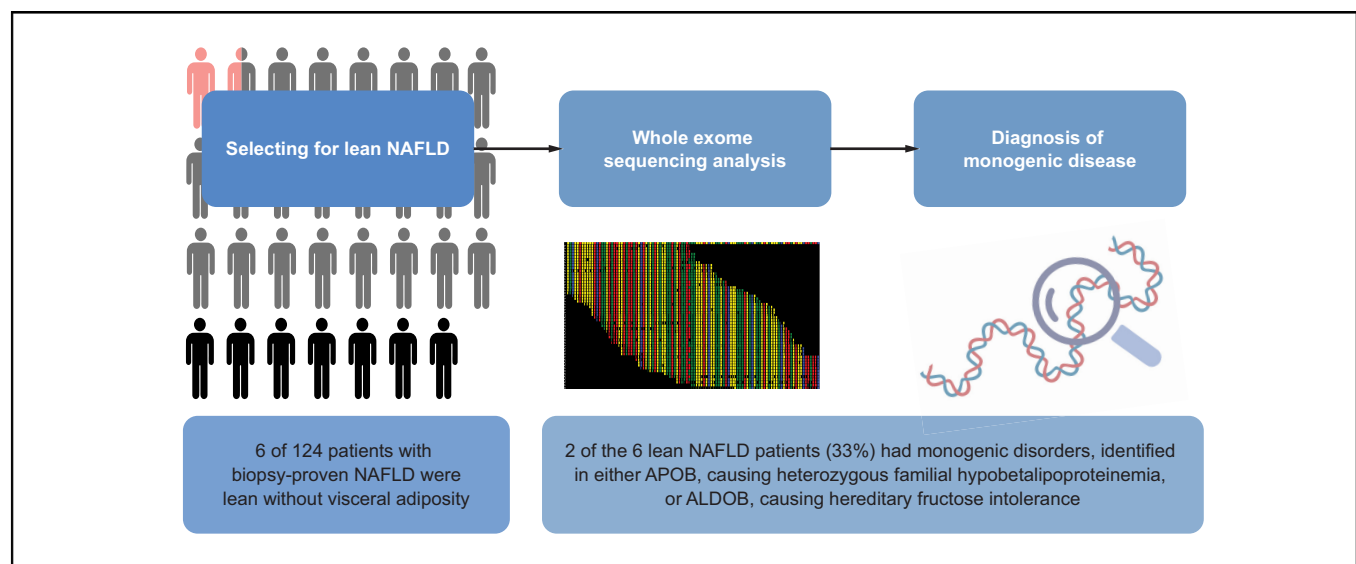 Selecting for lean NAFLD
Whole exome
sequencing analysis
Diagnosis of
monogenic disease
6 of 124 patients with
biopsy-proven NAFLD were
lean without visceral adiposity
2 of the 6 lean NAFLD patients (33%) had monogenic disorders, identified
in either APOB, causing heterozygous familial hypobetalipoproteinemia,
or ALDOB, causing hereditary fructose intolerance